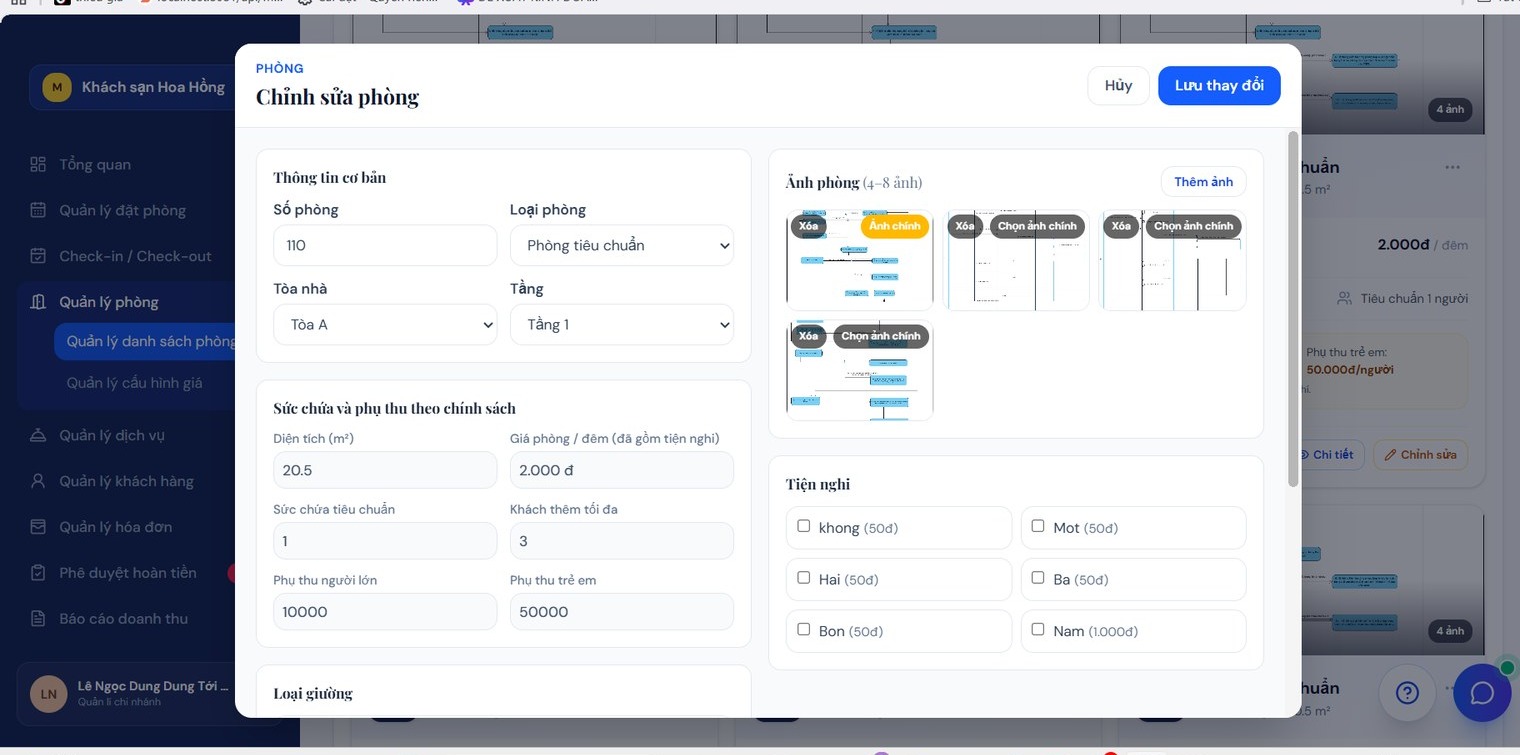 Khách sạn Hoa Hồng
M
Tổng quan
Quản lý đặt phòng
Check-in / Check-out
Quản lý phòng
Quản lý danh sách phòng
Quản lý cấu hình giá
Quản lý dịch vụ
Quản lý khách hàng
Quản lý hóa đơn
Phê duyệt hoàn tiền
Báo cáo doanh thu
LN
Lê Ngọc Dung Dung Tới ...
Quản lí chi nhánh
PHÒNG
Chỉnh sửa phòng
Hủy
Lưu thay đổi
Thông tin cơ bản
Số phòng
Loại phòng
110
Phòng tiêu chuẩn
Tòa nhà
Tầng
Tòa A
Tầng 1
Sức chứa và phụ thu theo chính sách
Diện tích (m²)
Giá phòng / đêm (đã gồm tiện nghi)
20.5
2.000 đ
Sức chứa tiêu chuẩn
Khách thêm tối đa
1
3
Phụ thu người lớn
Phụ thu trẻ em
10000
50000
Loại giường
Ảnh phòng (4–8 ảnh)
Thêm ảnh
Xóa
Ảnh chính
Xóa
Chọn ảnh chính
Xóa
Chọn ảnh chính
Xóa
Chọn ảnh chính
Tiện nghi
khong (50đ)
Mot (50đ)
Hai (50đ)
Ba (50đ)
Bon (50đ)
Nam (1.000đ)
4 ảnh
huẩn
.5 m²
2.000đ / đêm
Tiêu chuẩn 1 người
Phụ thu trẻ em:
50.000đ/người
Chi tiết
Chỉnh sửa
4 ảnh
huẩn
0.5 m²